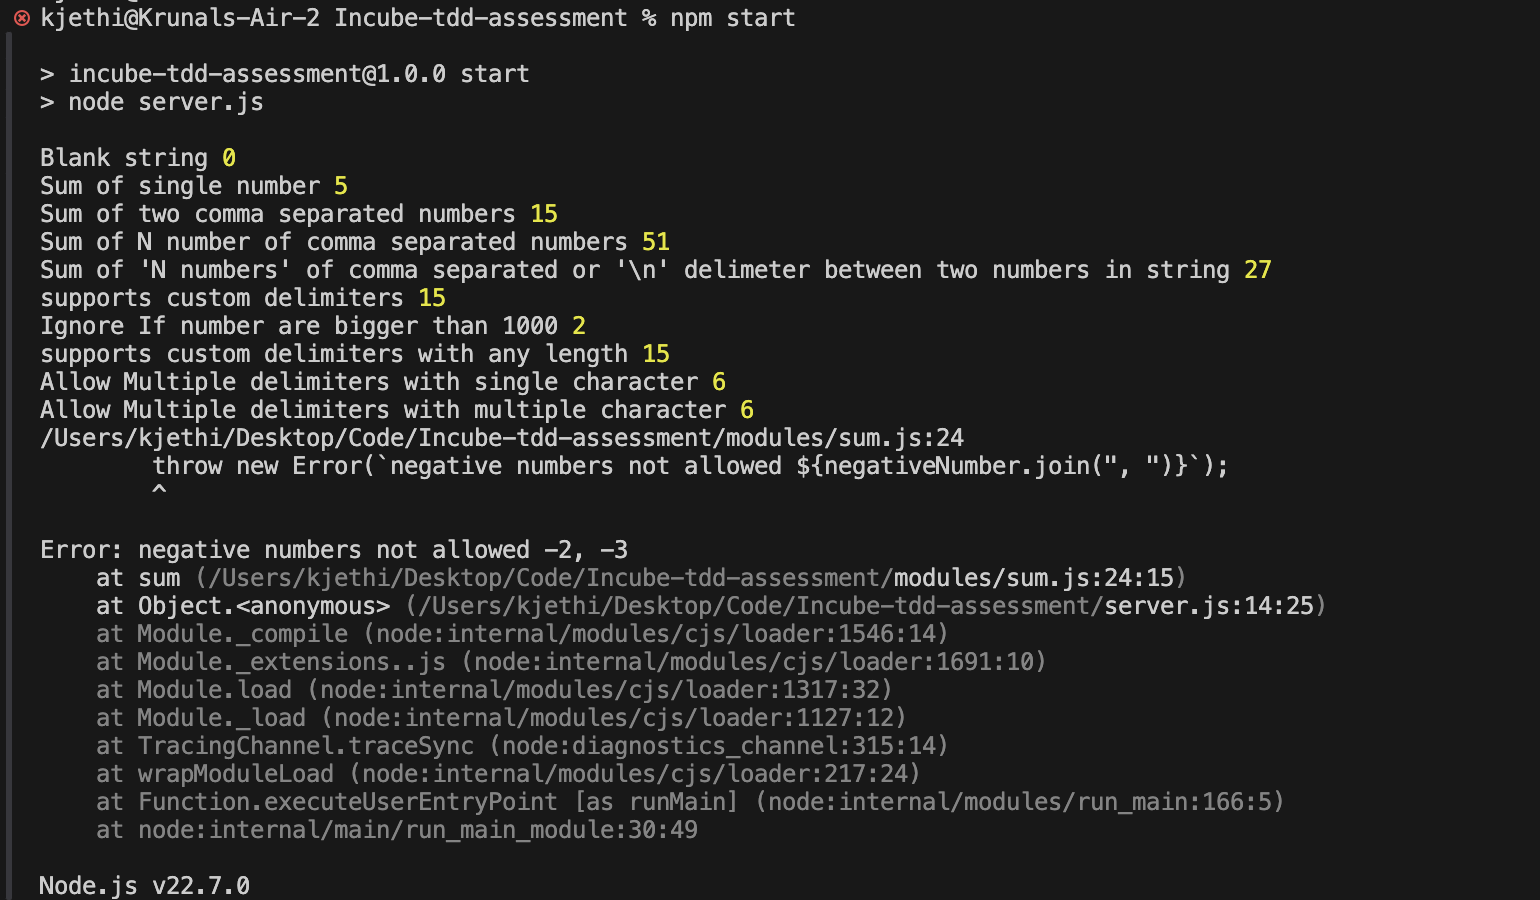 kjethi@Krunals-Air-2 Incube-tdd-assessment % npm start
> incube-tdd-assessment@1.0.0 start
> node server.js
Blank string 0
Sum of single number 5
Sum of two comma separated numbers 15
Sum of N number of comma separated numbers 51
Sum of 'N numbers' of comma separated or '\n' delimeter between two numbers in string 27
supports custom delimiters 15
Ignore If number are bigger than 1000 2
supports custom delimiters with any length 15
Allow Multiple delimiters with single character 6
Allow Multiple delimiters with multiple character 6
/Users/kjethi/Desktop/Code/Incube-tdd-assessment/modules/sum.js:24
        throw new Error(`negative numbers not allowed ${negativeNumber.join(", ")}`);
        ^
Error: negative numbers not allowed -2, -3
    at sum (/Users/kjethi/Desktop/Code/Incube-tdd-assessment/modules/sum.js:24:15)
    at Object.<anonymous> (/Users/kjethi/Desktop/Code/Incube-tdd-assessment/server.js:14:25)
    at Module._compile (node:internal/modules/cjs/loader:1546:14)
    at Module._extensions..js (node:internal/modules/cjs/loader:1691:10)
    at Module.load (node:internal/modules/cjs/loader:1317:32)
    at Module._load (node:internal/modules/cjs/loader:1127:12)
    at TracingChannel.traceSync (node:diagnostics_channel:315:14)
    at wrapModuleLoad (node:internal/modules/cjs/loader:217:24)
    at Function.executeUserEntryPoint [as runMain] (node:internal/modules/run_main:166:5)
    at node:internal/main/run_main_module:30:49
Node.js v22.7.0